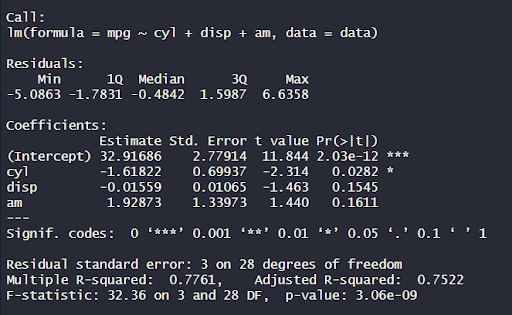 Call:
lm(formula = mpg ~ cyl + disp + am, data = data)
Residuals:
    Min      1Q  Median      3Q     Max
-5.0863 -1.7831 -0.4842  1.5987  6.6358
Coefficients:
            Estimate Std. Error t value Pr(>|t|)
(Intercept) 32.91686    2.77914  11.844 2.03e-12 ***
cyl         -1.61822    0.69937  -2.314   0.0282 *
disp        -0.01559    0.01065  -1.463   0.1545
am           1.92873    1.33973   1.440   0.1611
---
Signif. codes:  0 ‘***’ 0.001 ‘**’ 0.01 ‘*’ 0.05 ‘.’ 0.1 ‘ ’ 1
Residual standard error: 3 on 28 degrees of freedom
Multiple R-squared:  0.7761,    Adjusted R-squared:  0.7522
F-statistic: 32.36 on 3 and 28 DF,  p-value: 3.06e-09